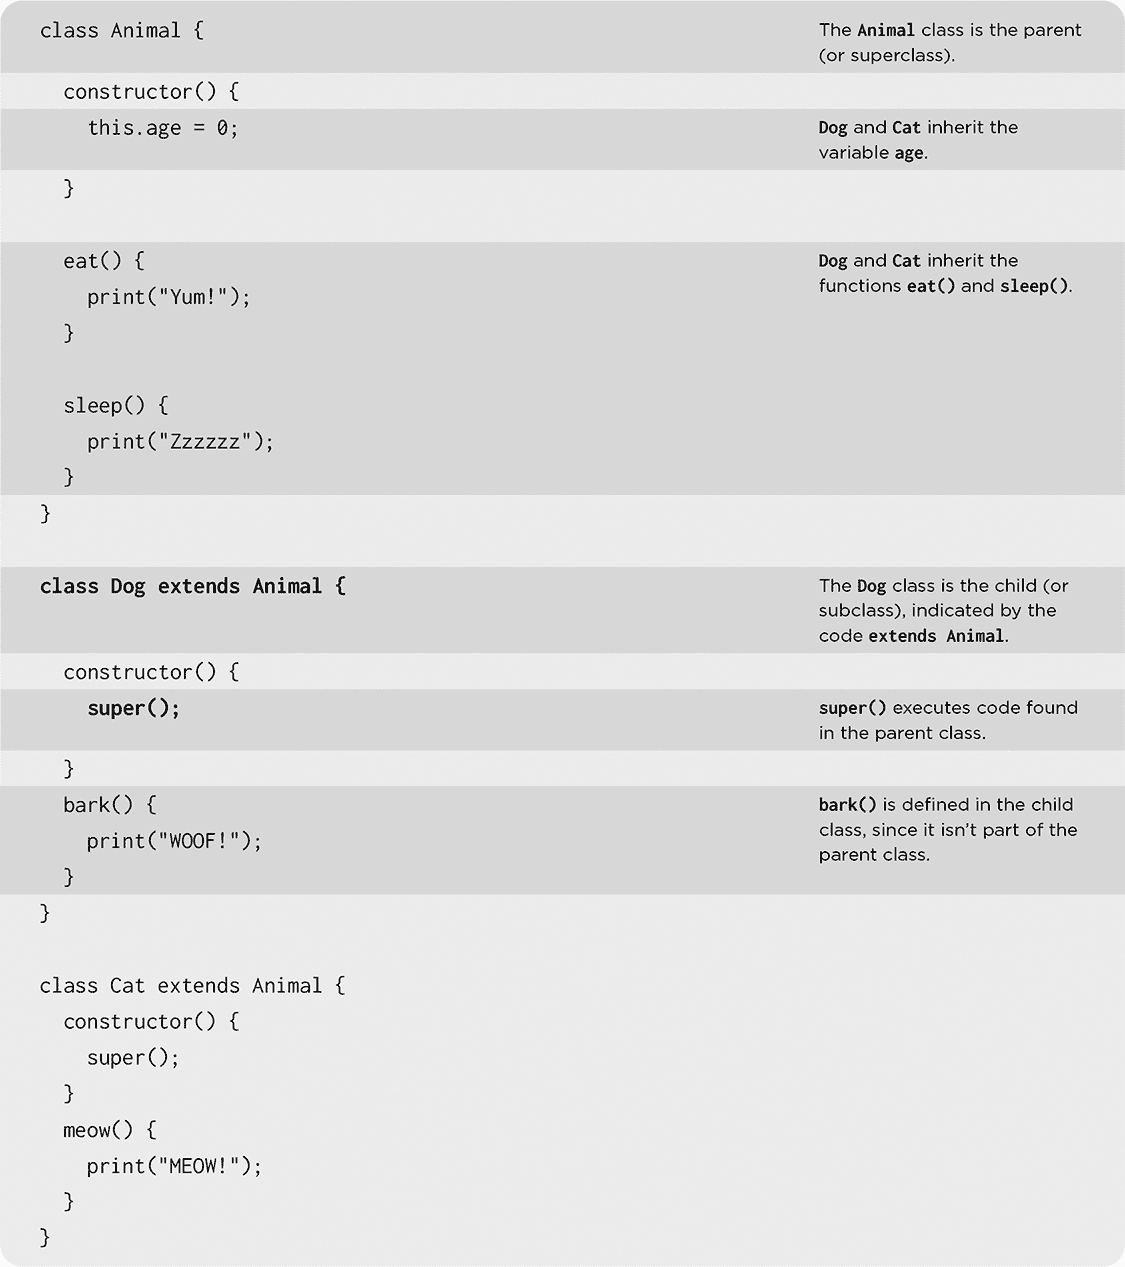 class Animal {
The Animal class is the parent
(or superclass).
constructor() {
this.age = 0;
Dog and Cat inherit the
variable age.
}
eat() {
Dog and Cat inherit the
functions eat() and sleep().
print("Yum!");
}
sleep() {
print("Zzzzzz");
}
}
class Dog extends Animal {
The Dog class is the child (or
subclass), indicated by the
code extends Animal.
constructor() {
super();
super() executes code found
in the parent class.
}
bark() {
bark() is defined in the child
class, since it isn’t part of the
parent class.
print("WOOF!");
}
}
class Cat extends Animal {
constructor() {
super();
}
meow() {
print("MEOW!");
}
}